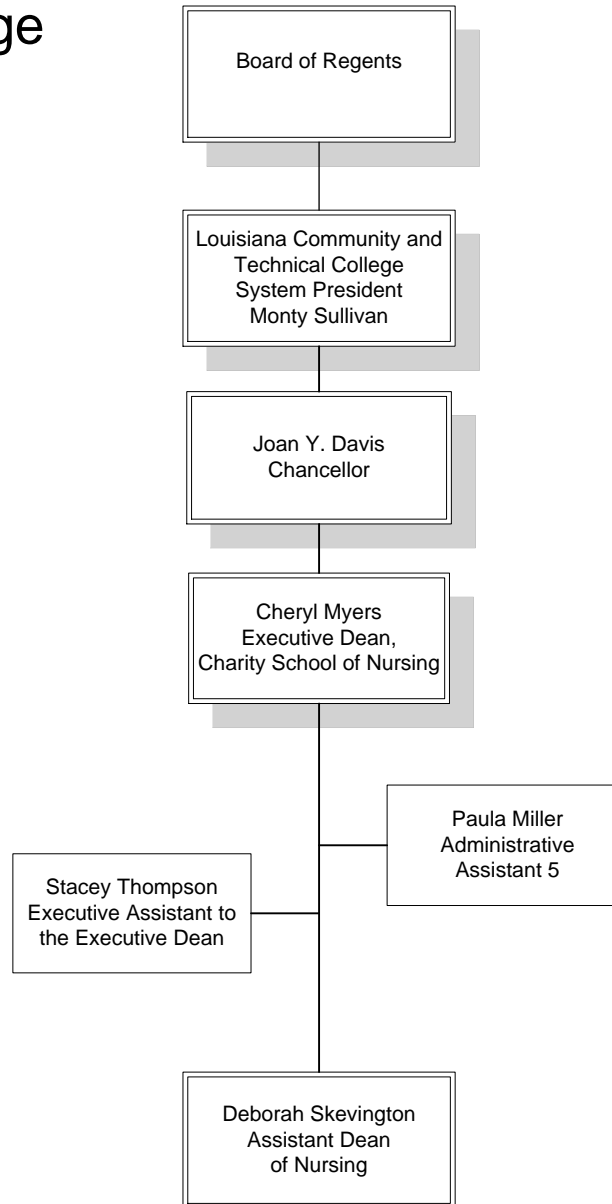 ge
Board of Regents
Louisiana Community and
Technical College
System President
Monty Sullivan
Joan Y. Davis
Chancellor
Cheryl Myers
Executive Dean,
Charity School of Nursing
Paula Miller
Administrative
Assistant 5
Stacey Thompson
Executive Assistant to
the Executive Dean
Deborah Skevington
Assistant Dean
of Nursing